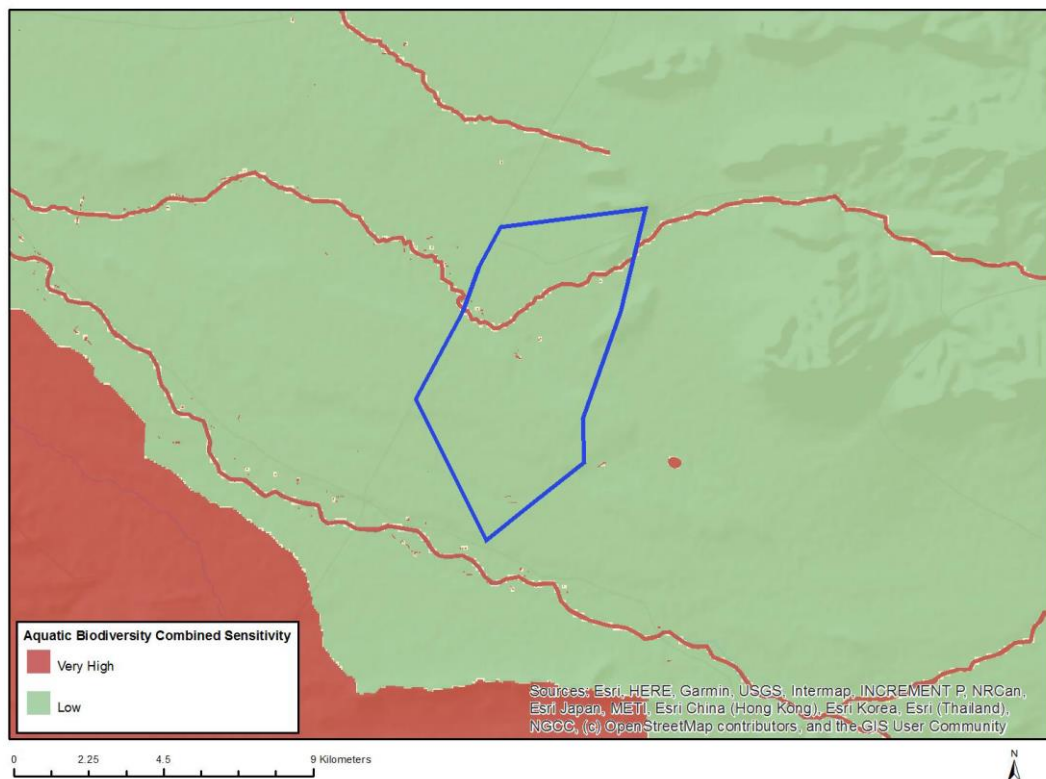 Aquatic Biodiversity Combined Sensitivity
Very High
Low
Sources: Esri, HERE, Garmin, USGS, Intermap, INCREMENT P, NRCan,
Esri Japan, METI, Esri China (Hong Kong), Esri Korea, Esri (Thailand),
NGCC, (c) OpenStreetMap contributors, and the GIS User Community
0 2.25 4.5 9 Kilometers
N